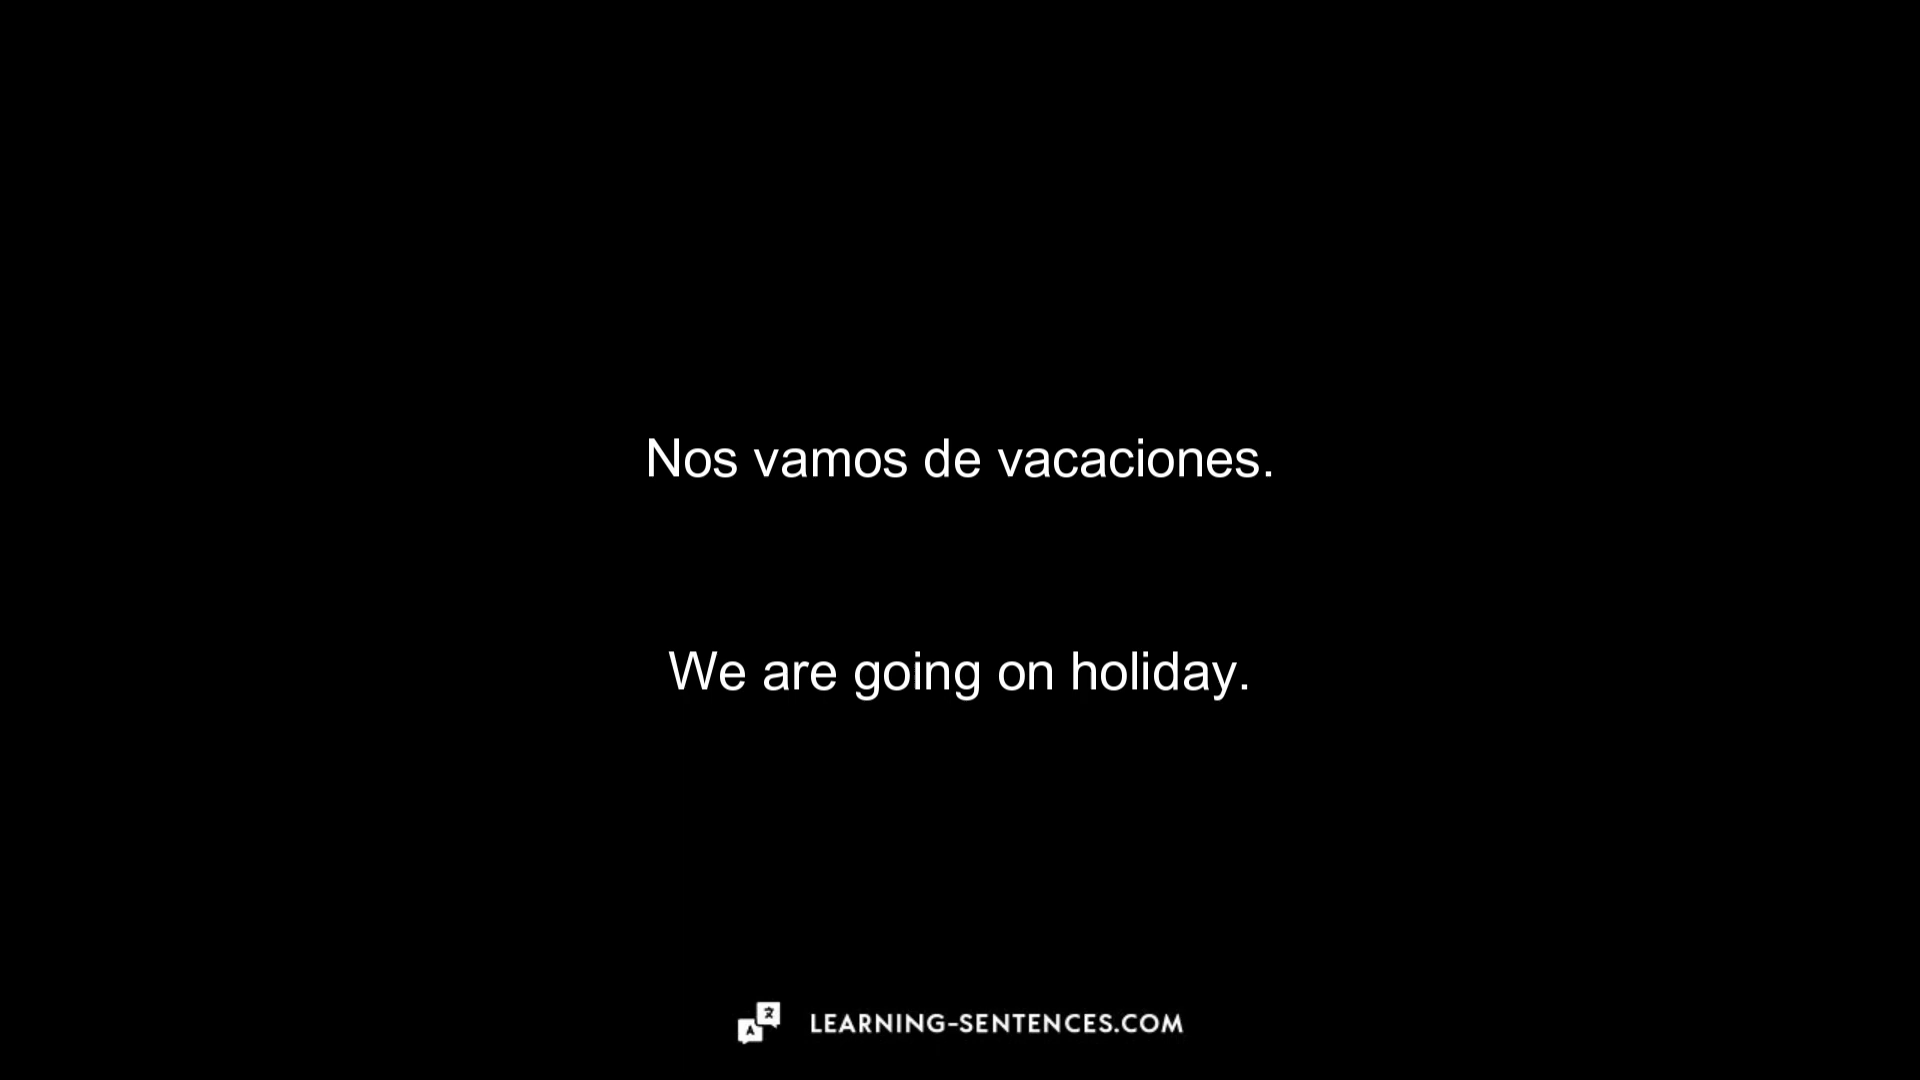 Nos vamos de vacaciones.
We are going on holiday.
LEARNING-SENTENCES.COM